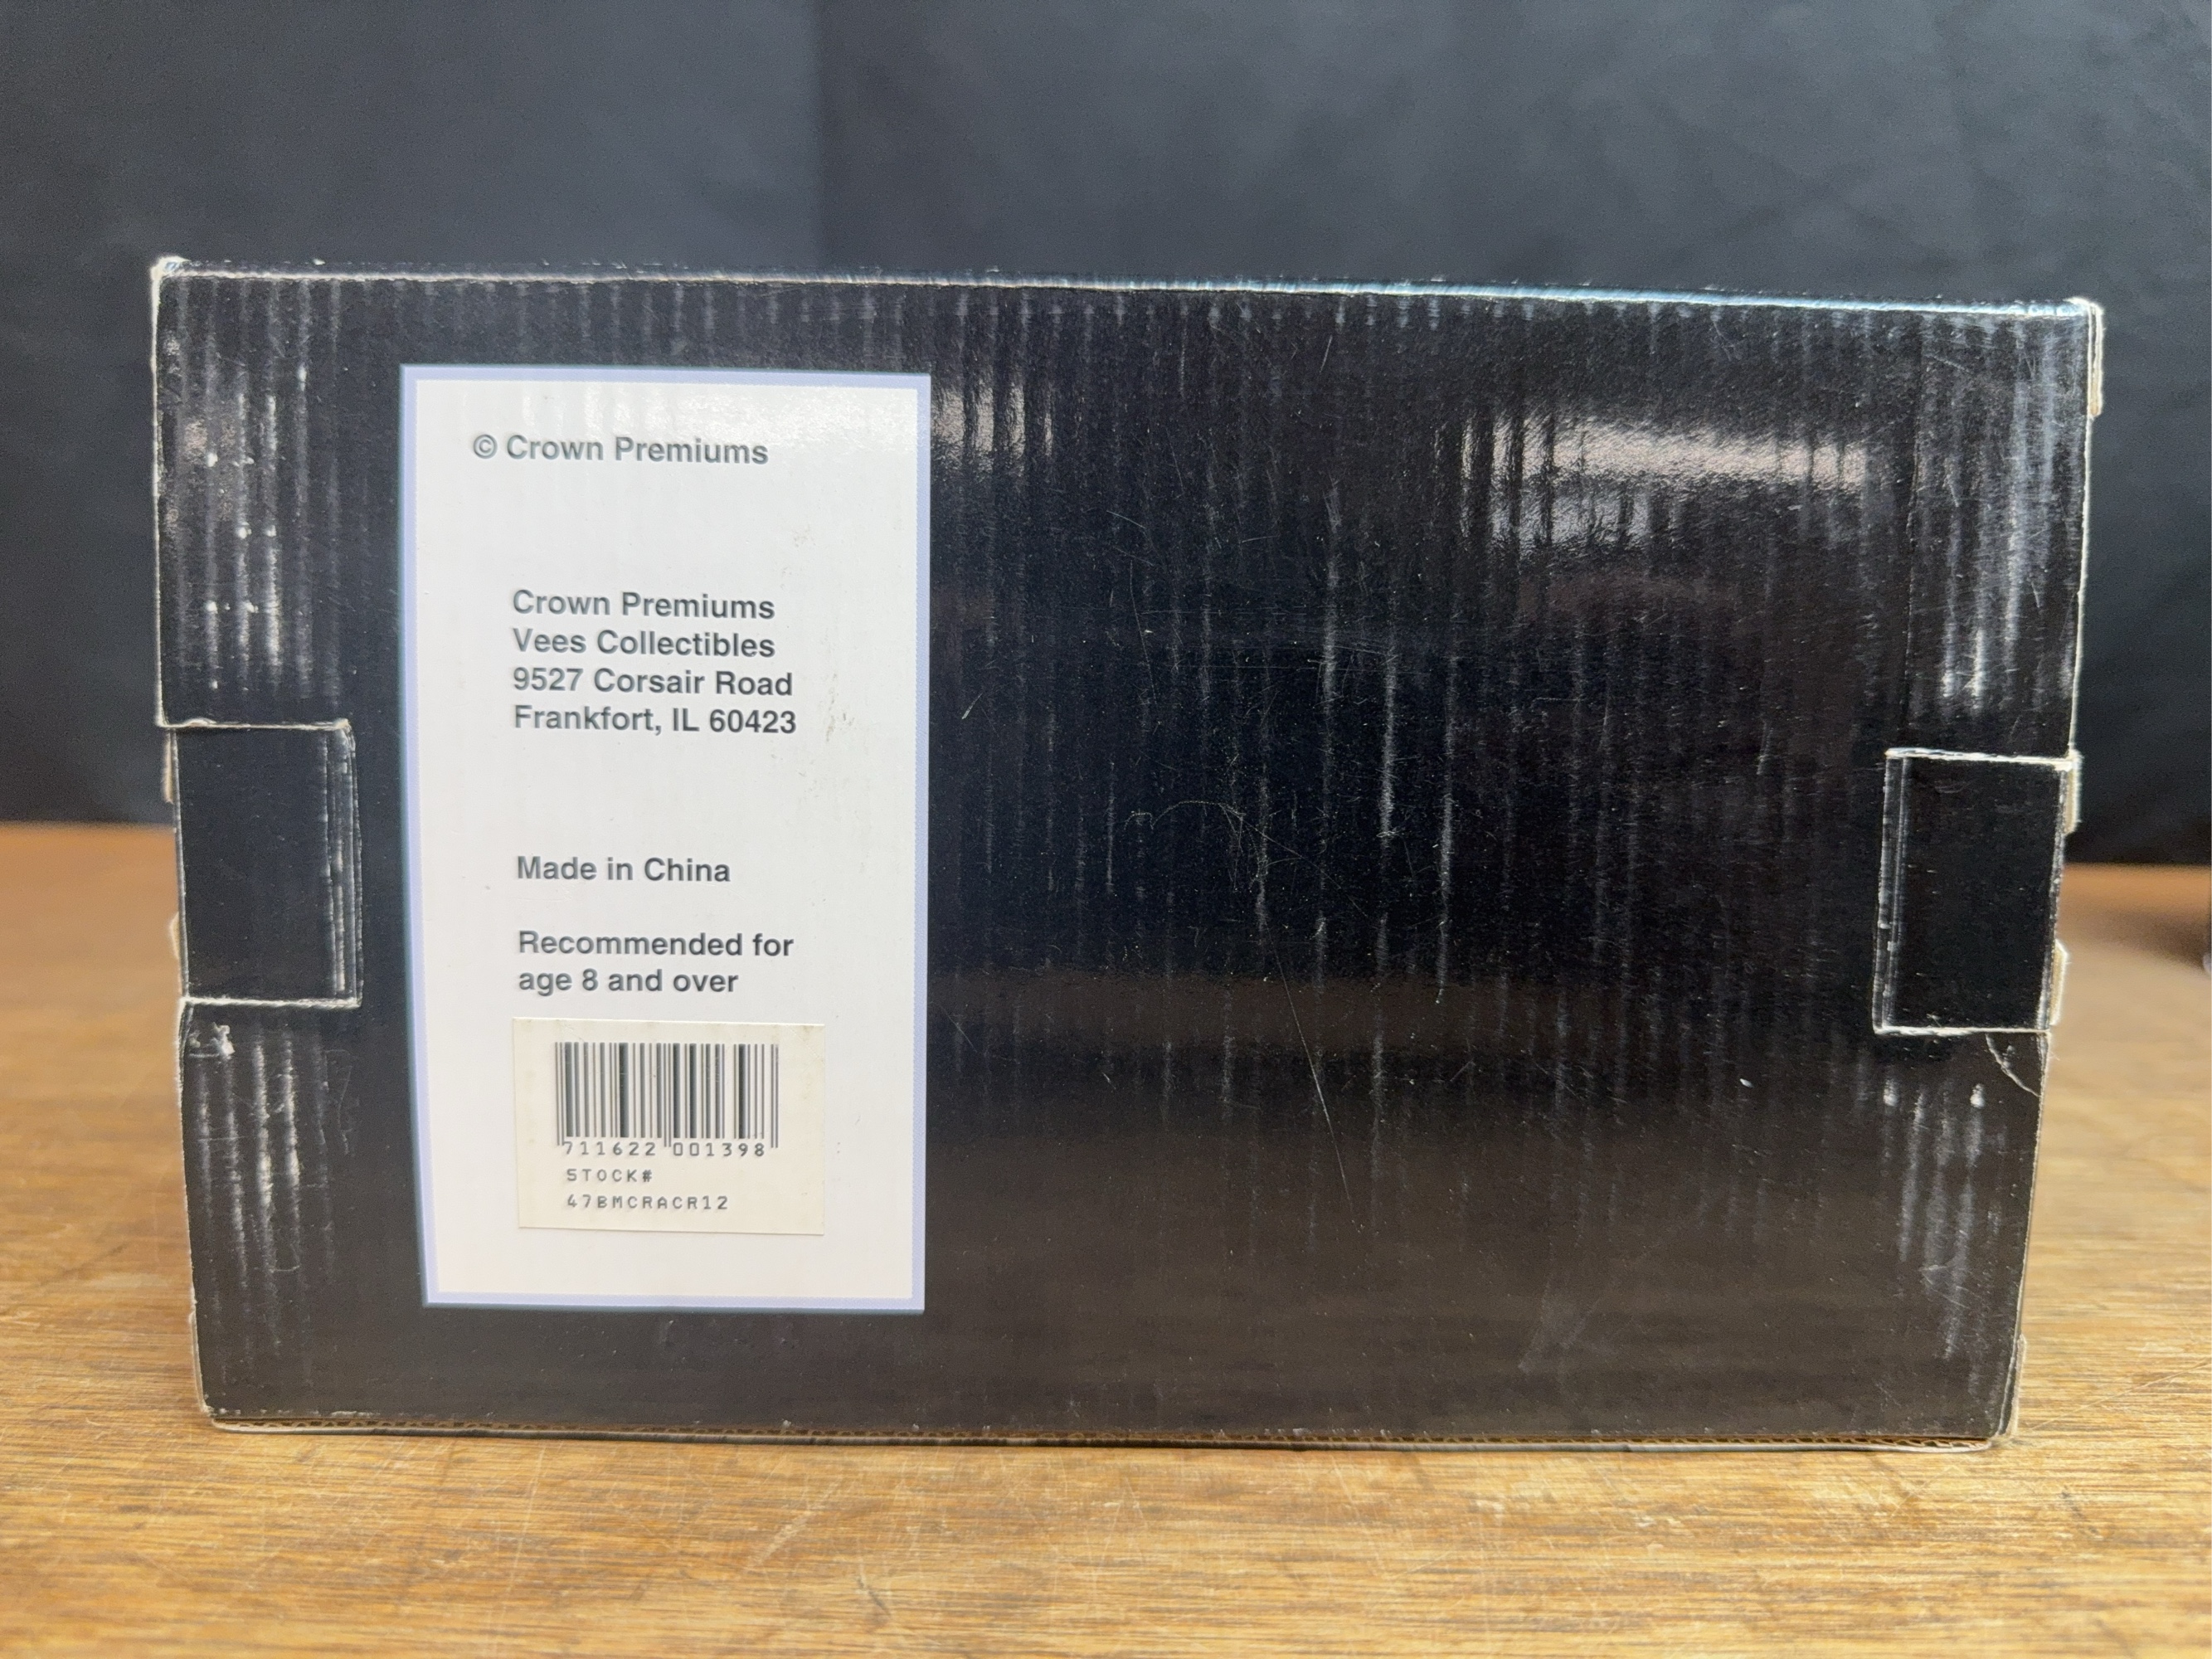 © Crown Premiums
Crown Premiums
Vees Collectibles
9527 Corsair Road
Frankfort, IL 60423
Made in China
Recommended for
age 8 and over
711622 001398
STOCK#
47BMCRACR12